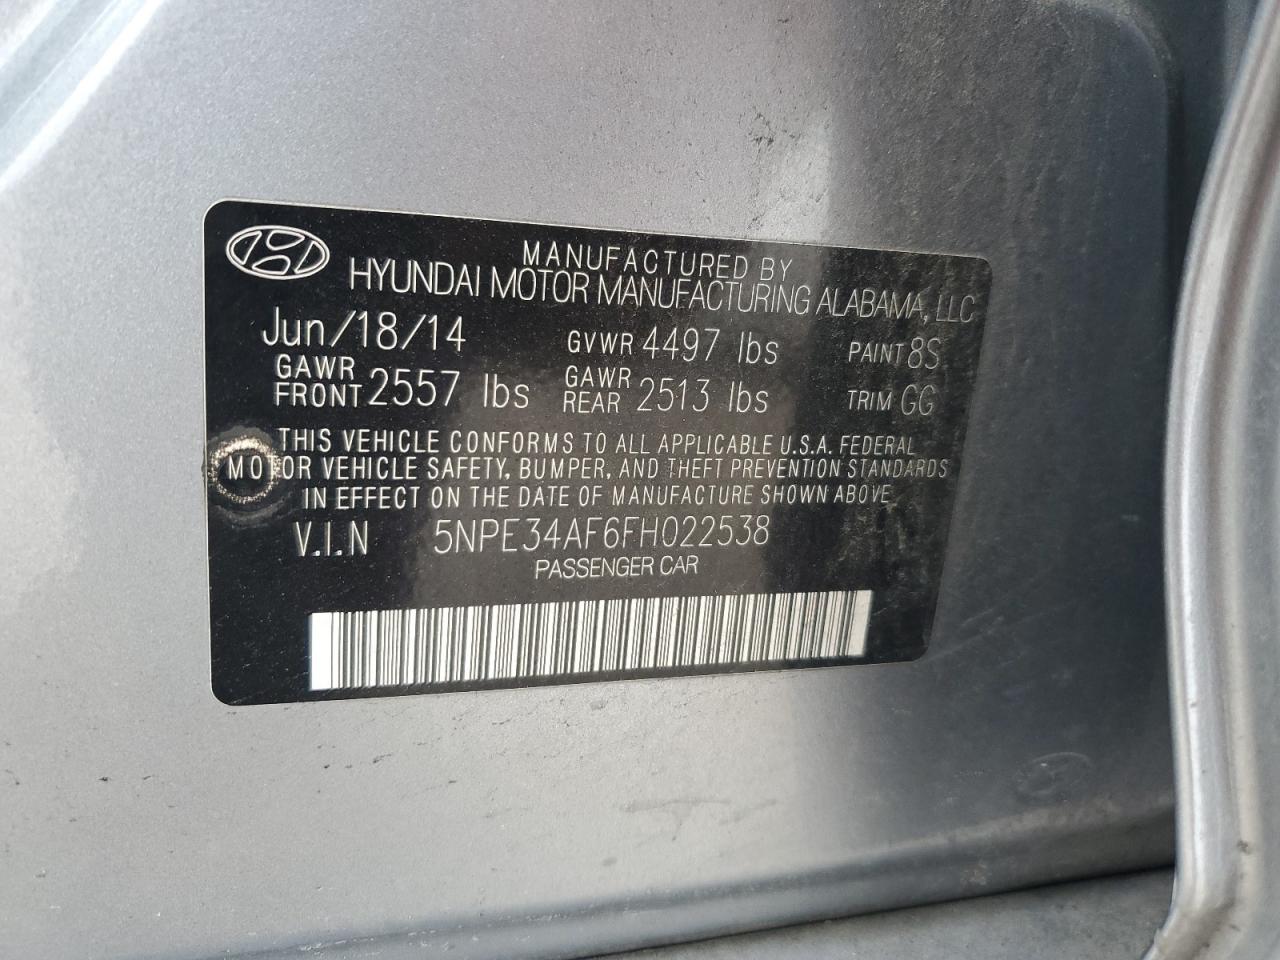 MANUFACTURED BY
HYUNDAI MOTOR MANUFACTURING ALABAMA, LLC
Jun/18/14 GVWR 4497 lbs PAINT 8S
GAWR FRONT 2557 lbs GAWR REAR 2513 lbs TRIM GG
THIS VEHICLE CONFORMS TO ALL APPLICABLE U.S.A. FEDERAL
MOTOR VEHICLE SAFETY, BUMPER, AND THEFT PREVENTION STANDARDS
IN EFFECT ON THE DATE OF MANUFACTURE SHOWN ABOVE
V.I.N 5NPE34AF6FH022538
PASSENGER CAR